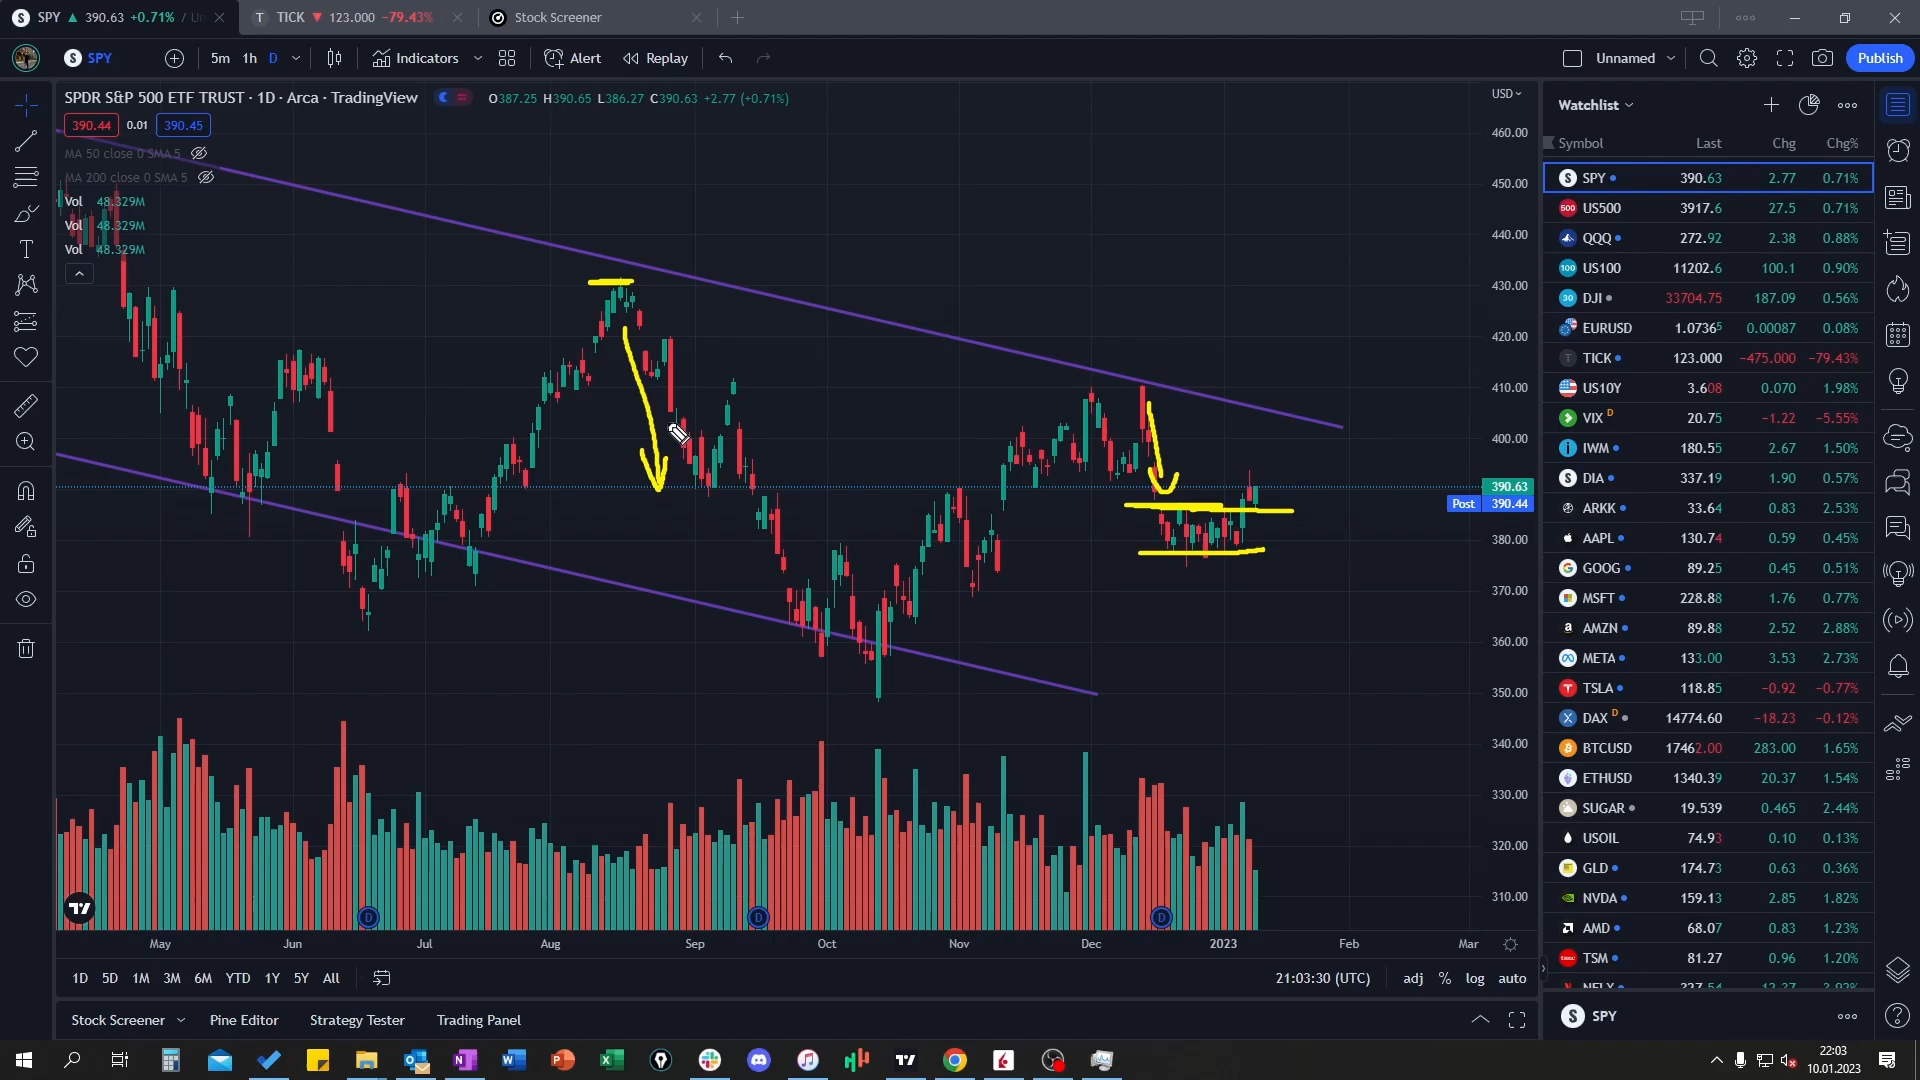 SPY ▲ 390.63 +0.71% / Un
T TICK ▼ 123.000 −79.43%
Stock Screener
S SPY
5m 1h D
Indicators
Alert
Replay
Unnamed
Publish
SPDR S&P 500 ETF TRUST · 1D · Arca · TradingView
O387.25 H390.65 L386.27 C390.63 +2.77 (+0.71%)
390.44 0.01 390.45
MA 50 close 0 SMA 5
MA 200 close 0 SMA 5
Vol 48.329M
Vol 48.329M
Vol 48.329M
USD
460.00
450.00
440.00
430.00
420.00
410.00
400.00
390.63
Post 390.44
380.00
370.00
360.00
350.00
340.00
330.00
320.00
310.00
D D D
May Jun Jul Aug Sep Oct Nov Dec 2023 Feb Mar
1D 5D 1M 3M 6M YTD 1Y 5Y All
21:03:30 (UTC) adj % log auto
Stock Screener Pine Editor Strategy Tester Trading Panel
Watchlist
Symbol Last Chg Chg%
SPY 390.63 2.77 0.71%
500 US500 3917.6 27.5 0.71%
QQQ 272.92 2.38 0.88%
100 US100 11202.6 100.1 0.90%
30 DJI 33704.75 187.09 0.56%
EURUSD 1.07365 0.00087 0.08%
TICK 123.000 −475.000 −79.43%
US10Y 3.608 0.070 1.98%
VIX D 20.75 −1.22 −5.55%
IWM 180.55 2.67 1.50%
DIA 337.19 1.90 0.57%
ARKK 33.64 0.83 2.53%
AAPL 130.74 0.59 0.45%
GOOG 89.25 0.45 0.51%
MSFT 228.88 1.76 0.77%
AMZN 89.88 2.52 2.88%
META 133.00 3.53 2.73%
TSLA 118.85 −0.92 −0.77%
DAX D 14774.60 −18.23 −0.12%
BTCUSD 17462.00 283.00 1.65%
ETHUSD 1340.39 20.37 1.54%
SUGAR 19.539 0.465 2.44%
USOIL 74.93 0.10 0.13%
GLD 174.73 0.63 0.36%
NVDA 159.13 2.85 1.82%
AMD 68.07 0.83 1.23%
TSM 81.27 0.96 1.20%
NFLX 327.54 12.37 3.92%
S SPY
22:03
10.01.2023